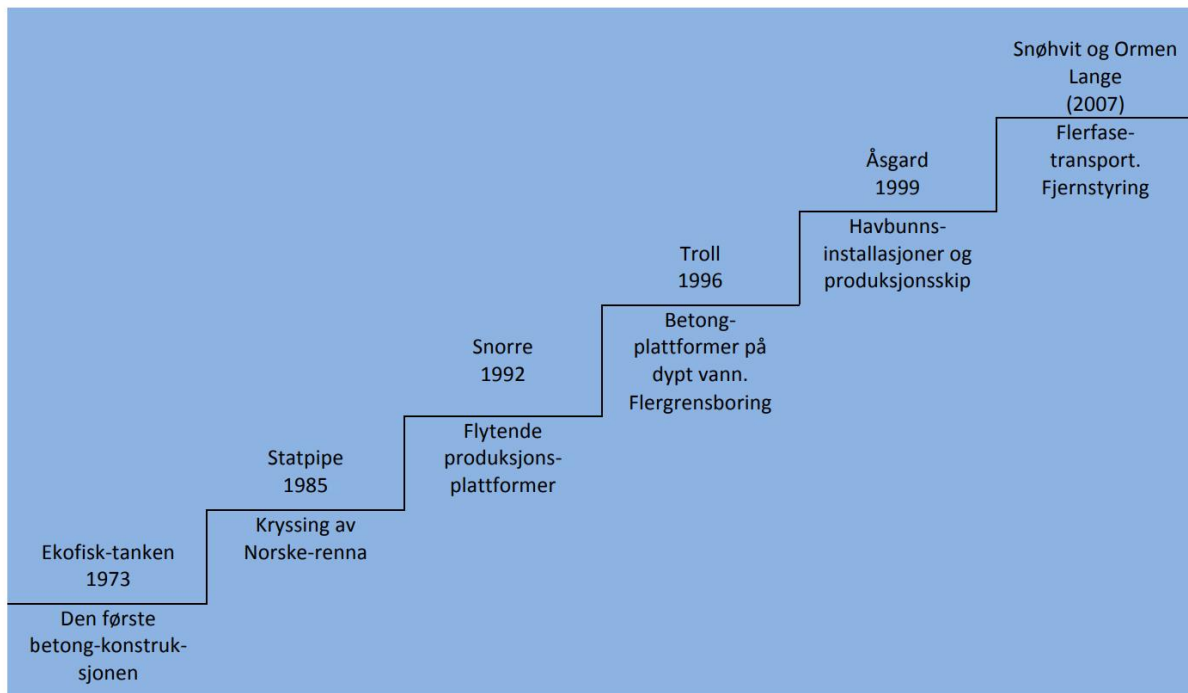 Snøhvit og Ormen
Lange
(2007)
Flerfase-
transport.
Fjernstyring
Åsgard
1999
Havbunns-
installasjoner og
produksjonsskip
Troll
1996
Betong-
plattformer på
dypt vann.
Flergrensboring
Snorre
1992
Flytende
produksjons-
plattformer
Statpipe
1985
Kryssing av
Norske-renna
Ekofisk-tanken
1973
Den første
betong-konstruk-
sjonen